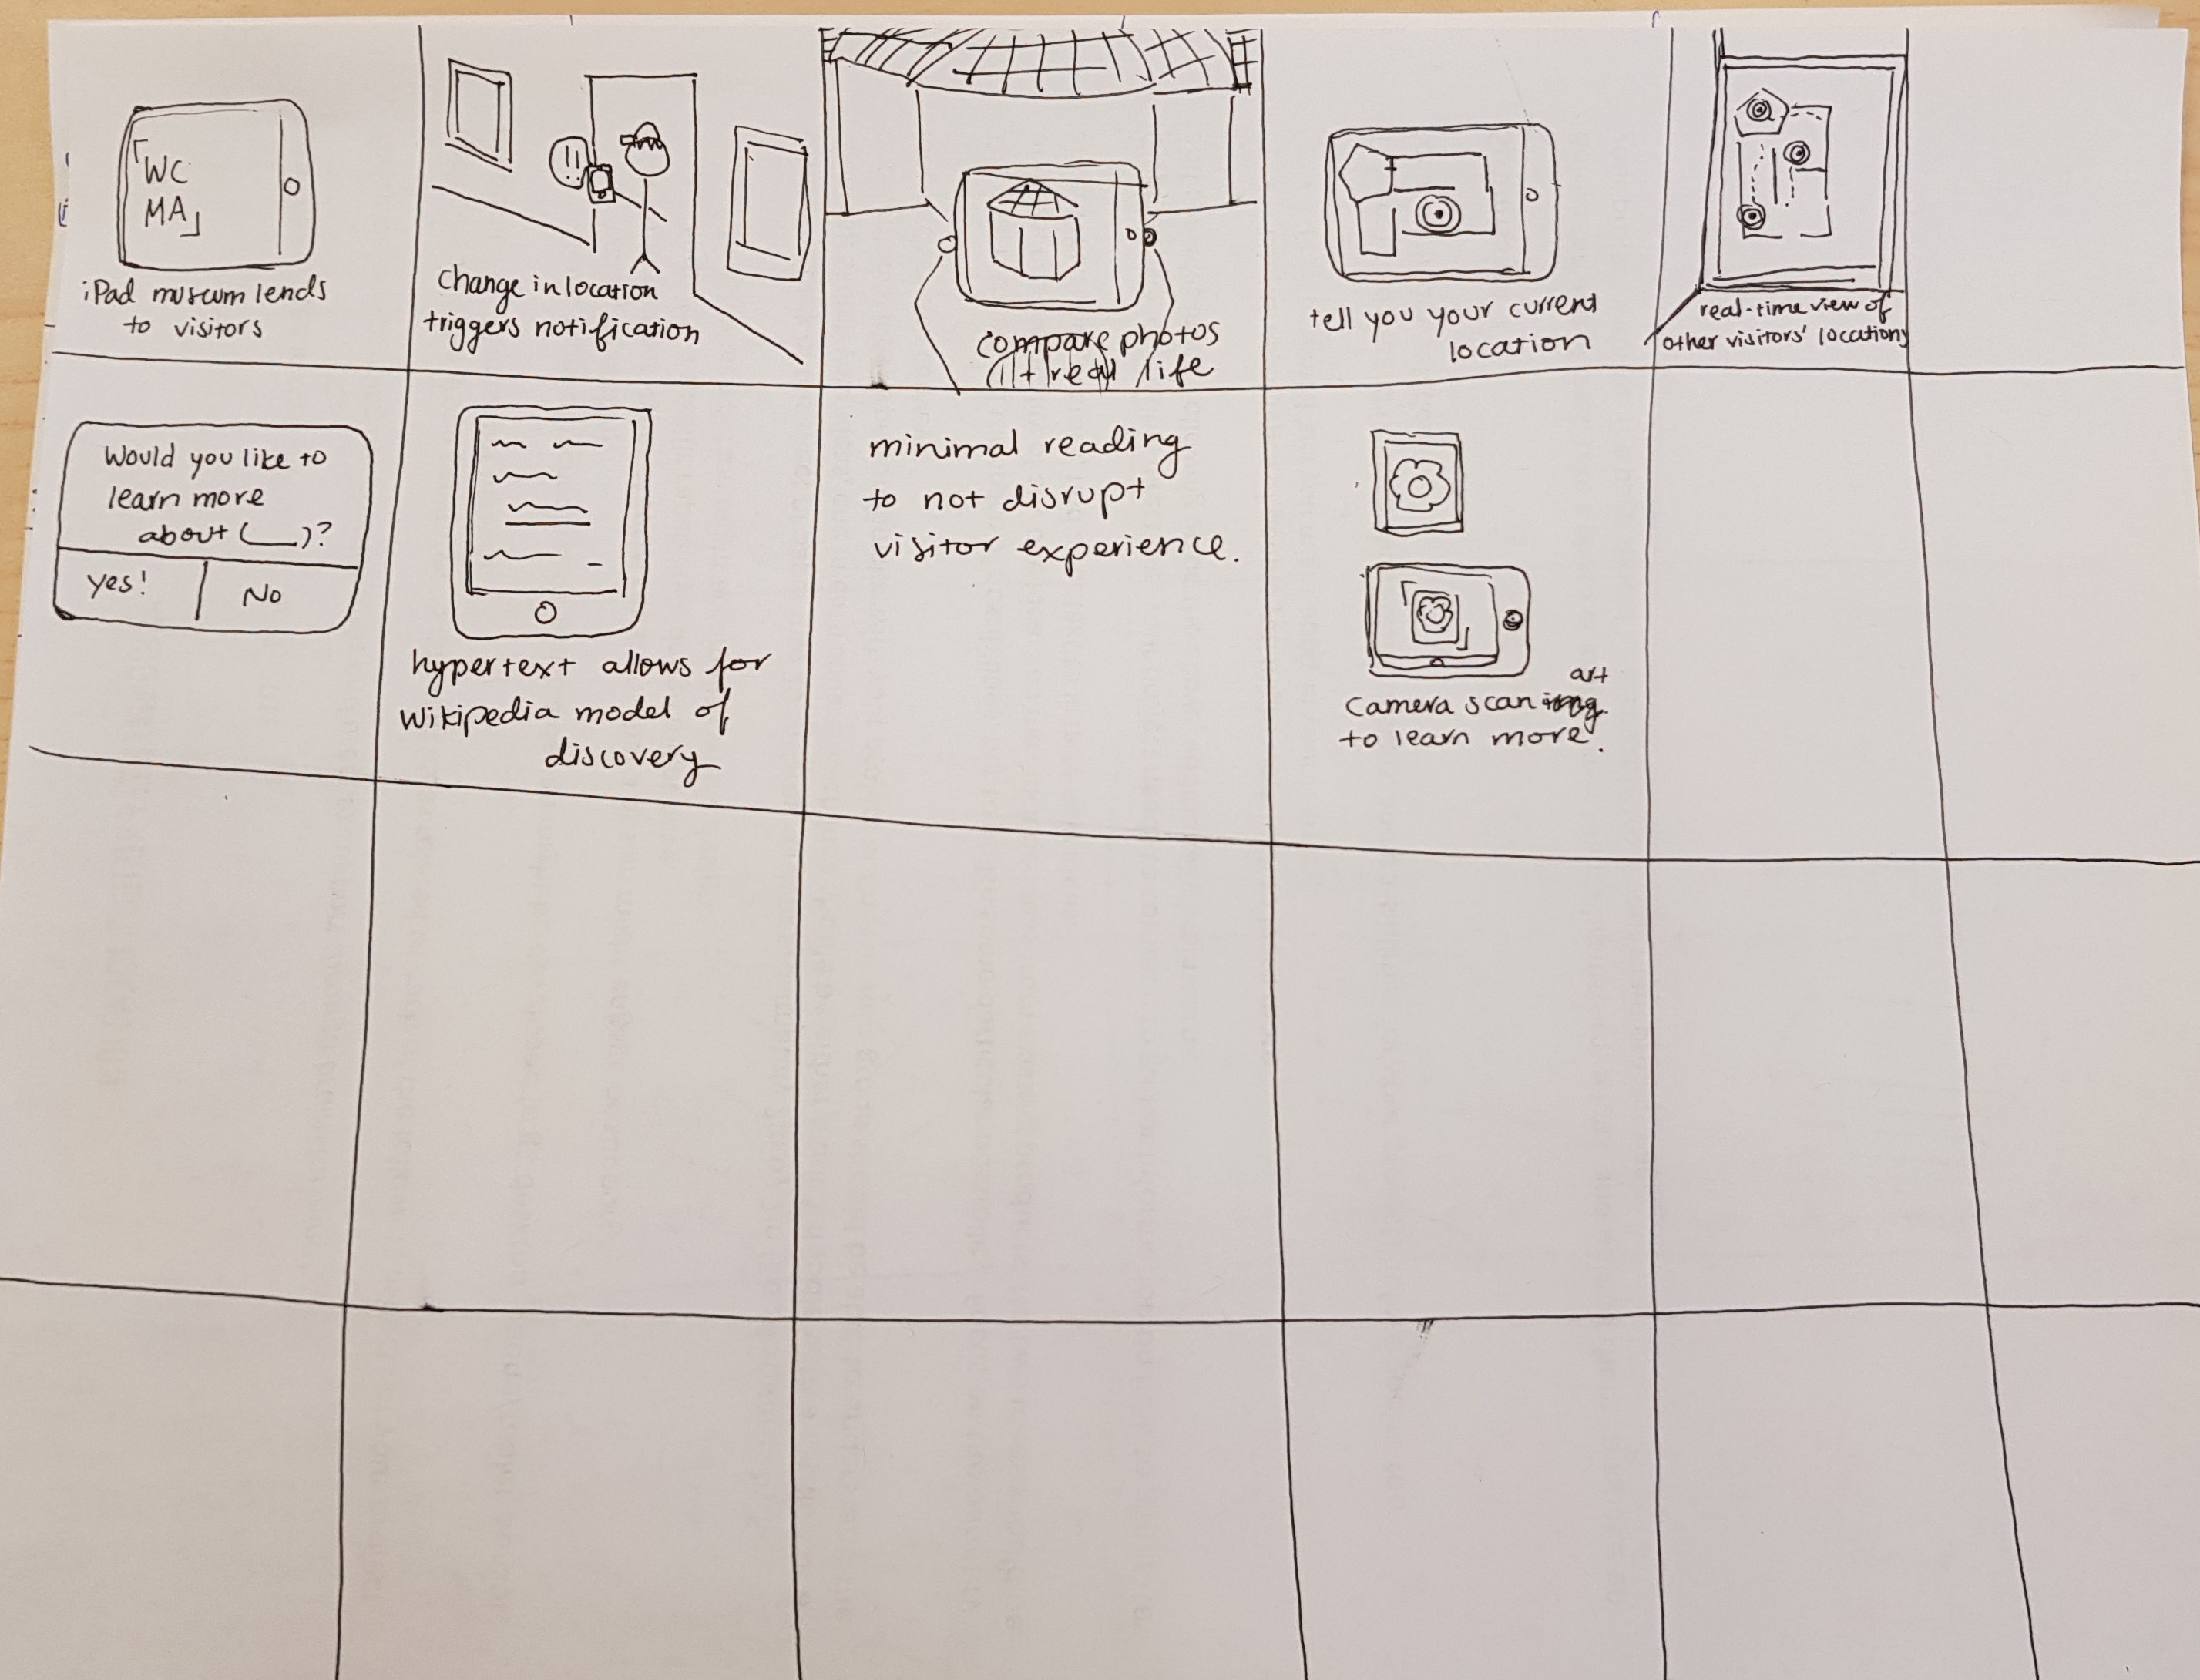 「WC
MA」
iPad museum lends
to visitors
!!
change in location
triggers notification
compare photos
+ real life
tell you your current
location
real-time view of
other visitors' locations
Would you like to
learn more
about (__)?
yes!
No
hypertext allows for
Wikipedia model of
discovery
minimal reading
to not disrupt
visitor experience.
art
camera scan
to learn more.